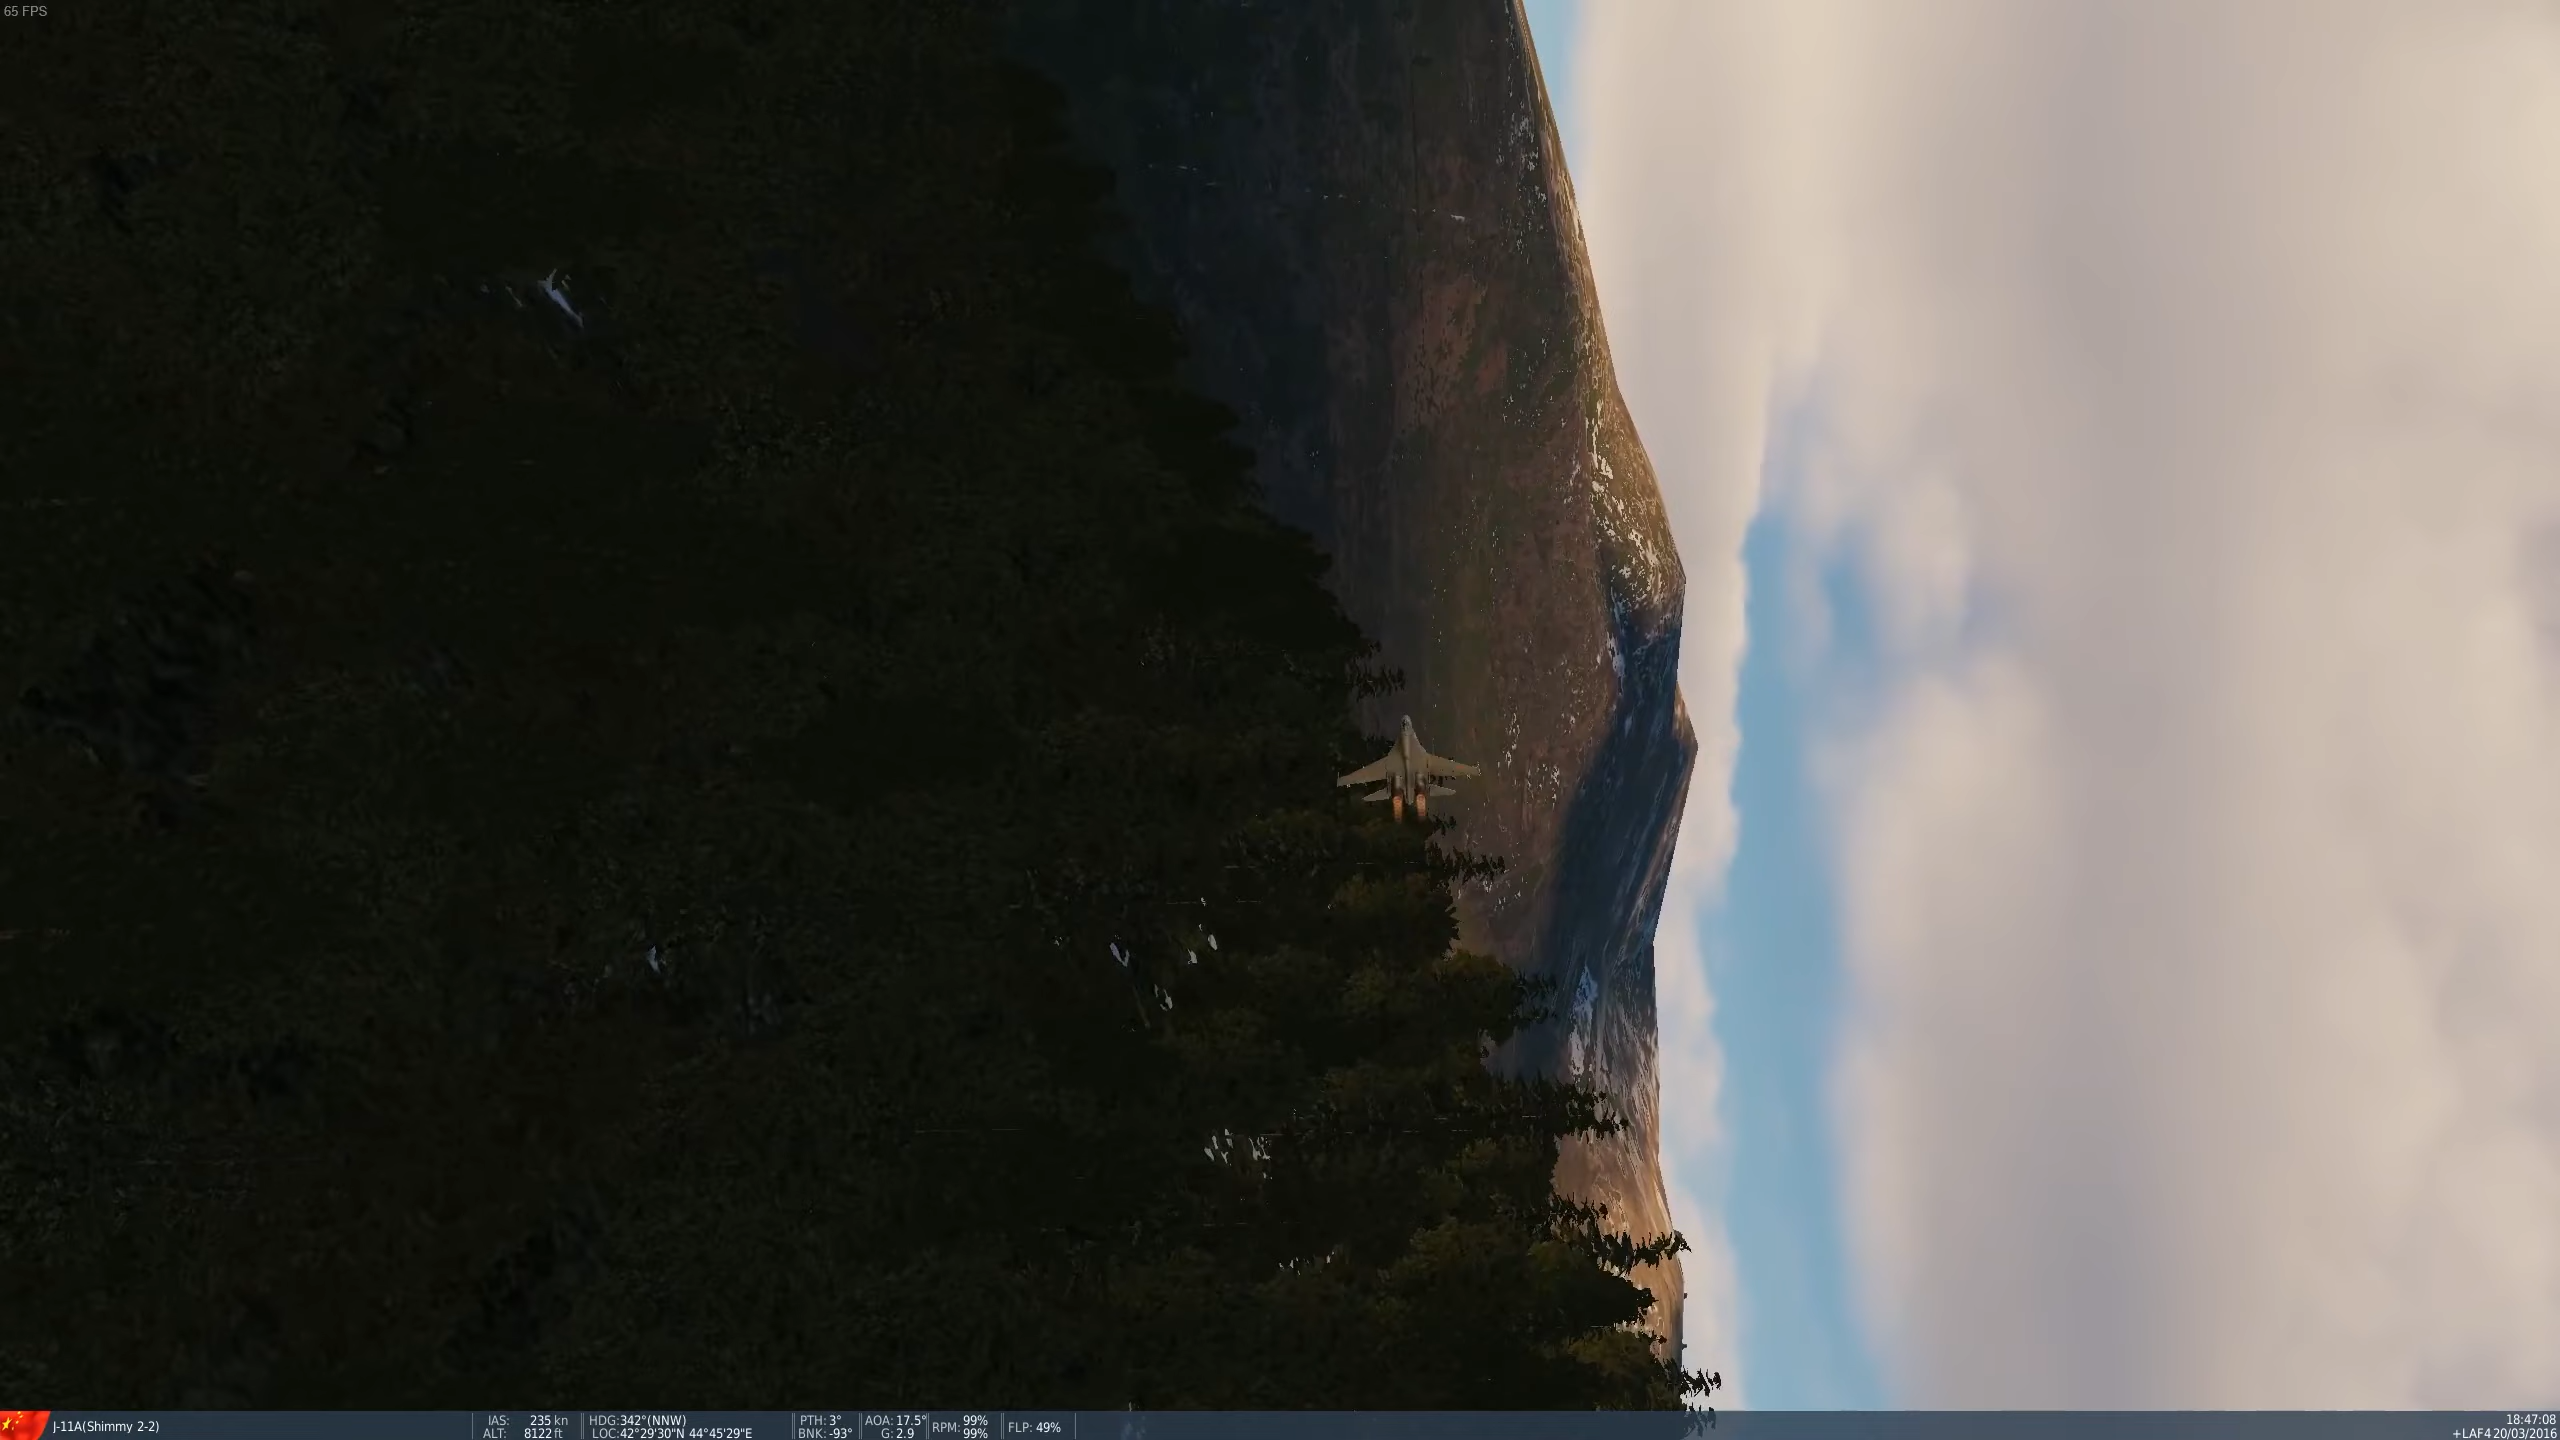 65 FPS
J-11A(Shimmy 2-2)
IAS: 235 kn
ALT: 8122 ft
HDG:342°(NNW)
LOC:42°29'30"N 44°45'29"E
PTH: 3°
BNK: -93°
AOA: 17.5°
G: 2.9
RPM: 99%
99%
FLP: 49%
18:47:08
+LAF4 20/03/2016